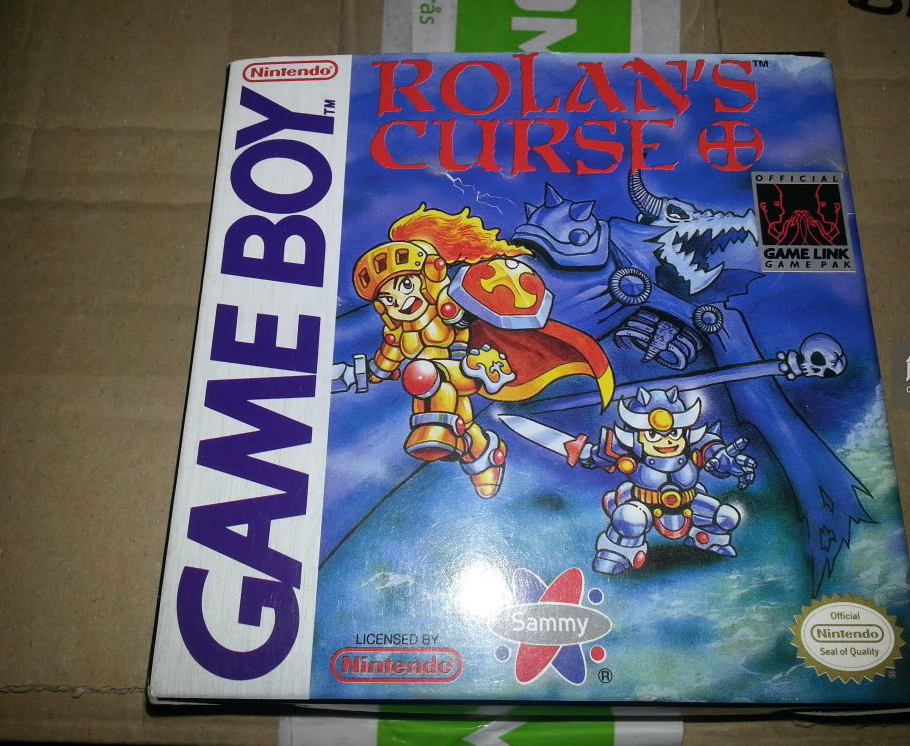 ås
Nintendo®
GAME BOY
TM
ROLAN'S
TM
CURSE
OFFICIAL
GAME LINK
GAME PAK
Sammy
®
LICENSED BY
Nintendo®
Official
Nintendo
Seal of Quality
®